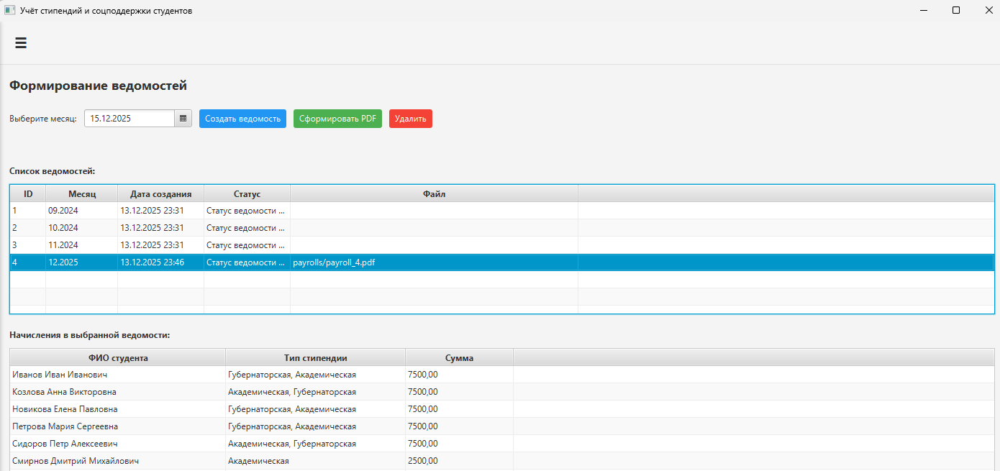 Учёт стипендий и соцподдержки студентов
Формирование ведомостей
Выберите месяц: 15.12.2025 Создать ведомость Сформировать PDF Удалить
Список ведомостей:
ID Месяц Дата создания Статус Файл
1 09.2024 13.12.2025 23:31 Статус ведомости ...
2 10.2024 13.12.2025 23:31 Статус ведомости ...
3 11.2024 13.12.2025 23:31 Статус ведомости ...
4 12.2025 13.12.2025 23:46 Статус ведомости ... payrolls/payroll_4.pdf
Начисления в выбранной ведомости:
ФИО студента Тип стипендии Сумма
Иванов Иван Иванович Губернаторская, Академическая 7500,00
Козлова Анна Викторовна Академическая, Губернаторская 7500,00
Новикова Елена Павловна Губернаторская, Академическая 7500,00
Петрова Мария Сергеевна Губернаторская, Академическая 7500,00
Сидоров Петр Алексеевич Академическая, Губернаторская 7500,00
Смирнов Дмитрий Михайлович Академическая 2500,00